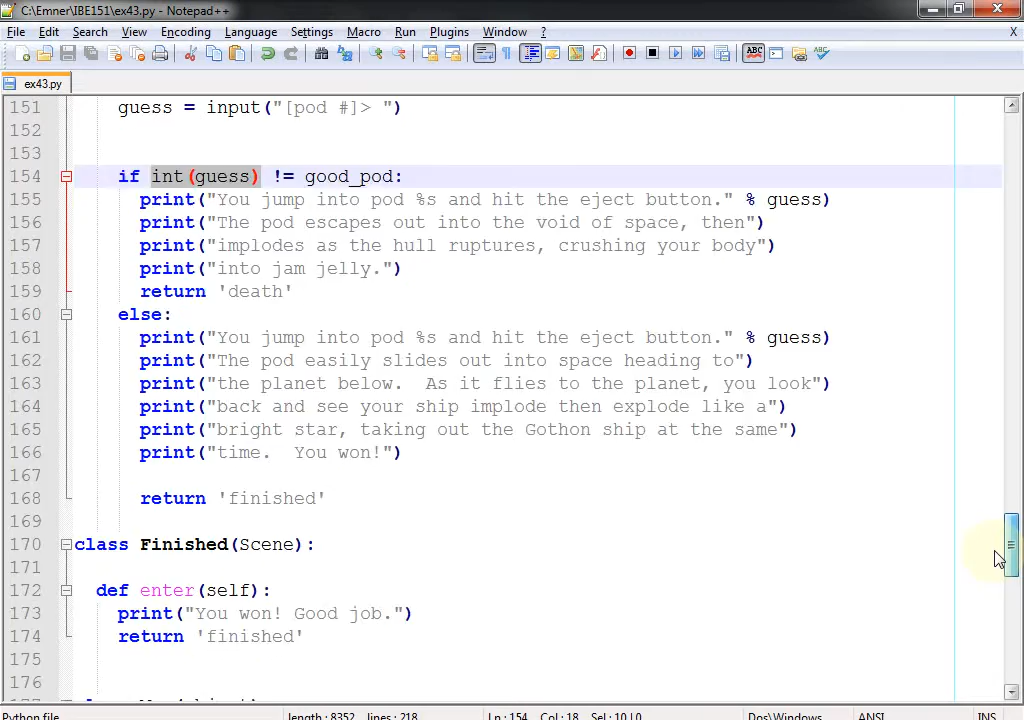 C:\Emner\IBE151\ex43.py - Notepad++
File Edit Search View Encoding Language Settings Macro Run Plugins Window ? X
ex43.py
151 guess = input("[pod #]> ")
152
153
154 if int(guess) != good_pod:
155 print("You jump into pod %s and hit the eject button." % guess)
156 print("The pod escapes out into the void of space, then")
157 print("implodes as the hull ruptures, crushing your body")
158 print("into jam jelly.")
159 return 'death'
160 else:
161 print("You jump into pod %s and hit the eject button." % guess)
162 print("The pod easily slides out into space heading to")
163 print("the planet below.  As it flies to the planet, you look")
164 print("back and see your ship implode then explode like a")
165 print("bright star, taking out the Gothon ship at the same")
166 print("time.  You won!")
167
168 return 'finished'
169
170 class Finished(Scene):
171
172 def enter(self):
173 print("You won! Good job.")
174 return 'finished'
175
176
Python file length : 8352 lines : 218 Ln : 154 Col : 18 Sel : 10 | 0 Dos\Windows ANSI INS